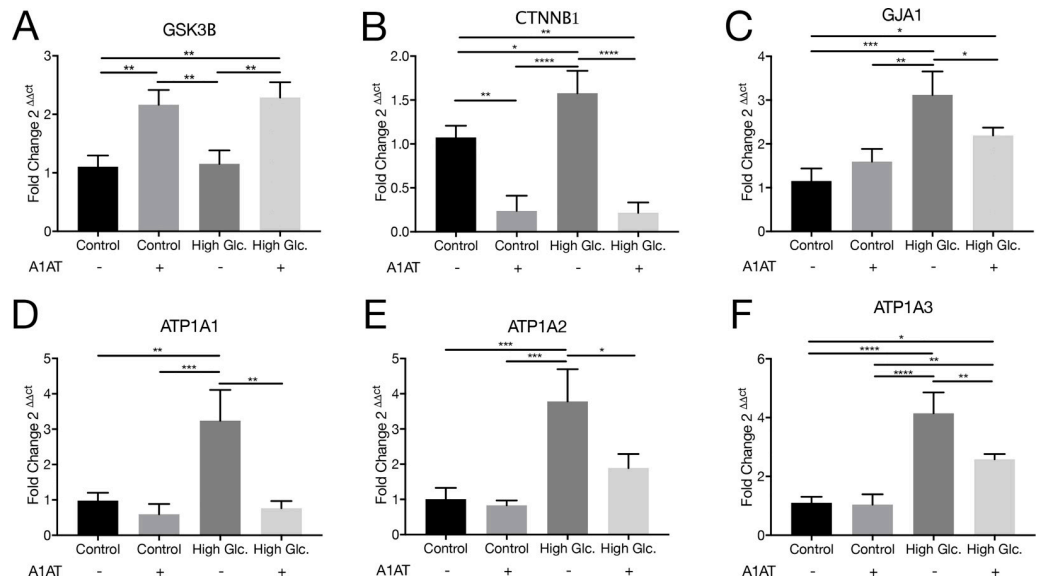 A
GSK3B
**
**
**
**
3
2
1
0
Fold Change 2 ΔΔct
Control
Control
High Glc.
High Glc.
A1AT
-
+
-
+
B
CTNNB1
**
*
****
****
**
2.0
1.5
1.0
0.5
0.0
Fold Change 2 ΔΔct
Control
Control
High Glc.
High Glc.
A1AT
-
+
-
+
C
GJA1
*
***
**
*
4
3
2
1
0
Fold Change 2 ΔΔct
Control
Control
High Glc.
High Glc.
A1AT
-
+
-
+
D
ATP1A1
**
***
**
5
4
3
2
1
0
Fold Change 2 ΔΔct
Control
Control
High Glc.
High Glc.
A1AT
-
+
-
+
E
ATP1A2
***
***
*
5
4
3
2
1
0
Fold Change 2 ΔΔct
Control
Control
High Glc.
High Glc.
A1AT
-
+
-
+
F
ATP1A3
*
****
**
****
**
6
4
2
0
Fold Change 2 ΔΔct
Control
Control
High Glc.
High Glc.
A1AT
-
+
-
+